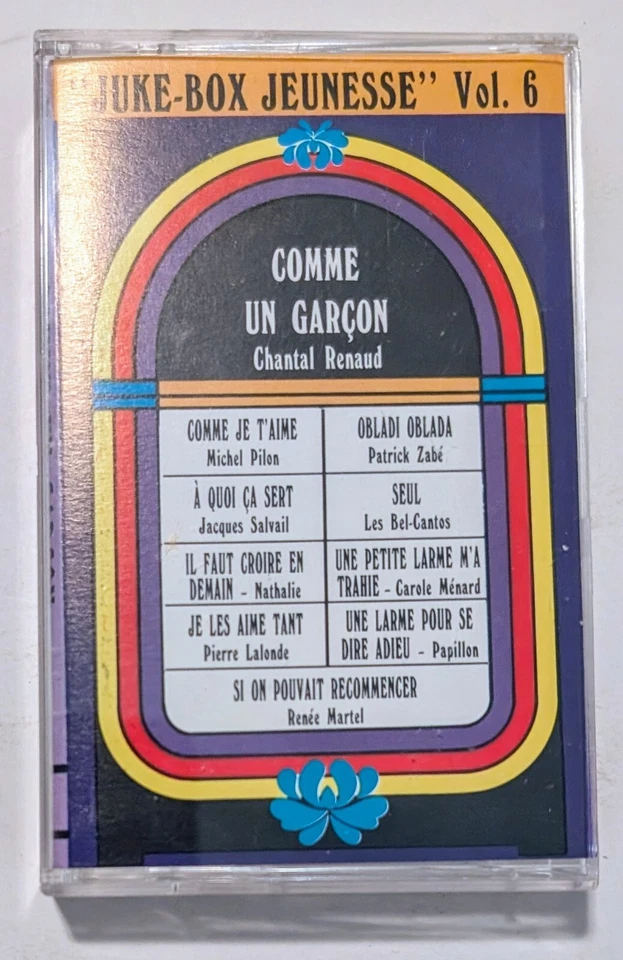 "JUKE-BOX JEUNESSE" Vol. 6
COMME
UN GARÇON
Chantal Renaud
COMME JE T'AIME
Michel Pilon
OBLADI OBLADA
Patrick Zabé
À QUOI ÇA SERT
Jacques Salvail
SEUL
Les Bel-Cantos
IL FAUT CROIRE EN
DEMAIN - Nathalie
UNE PETITE LARME M'A
TRAHIE - Carole Ménard
JE LES AIME TANT
Pierre Lalonde
UNE LARME POUR SE
DIRE ADIEU - Papillon
SI ON POUVAIT RECOMMENCER
Renée Martel